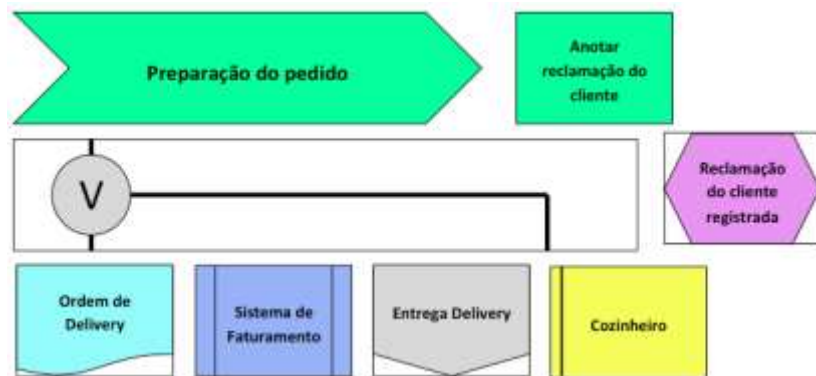 Preparação do pedido
Anotar
reclamação do
cliente
V
Reclamação
do cliente
registrada
Ordem de
Delivery
Sistema de
Faturamento
Entrega Delivery
Cozinheiro